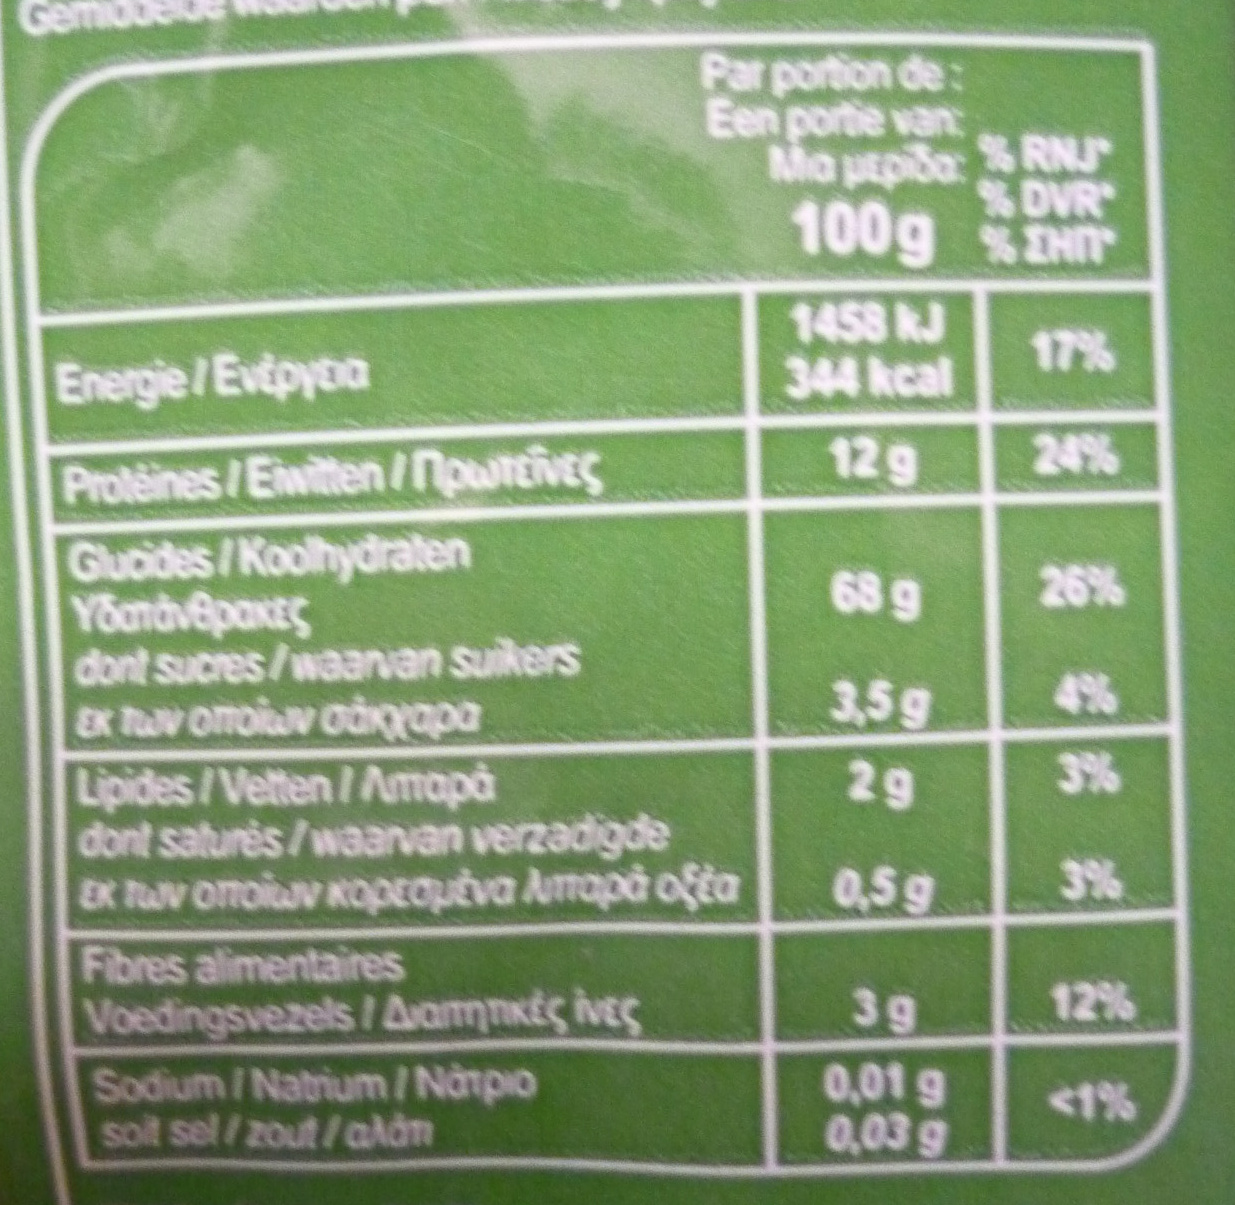 Gemiddelde
Par portion de :
Een portie van:
Μια μερίδα:
100g
% RNJ*
% DVR*
% ΣΗΠ*
Energie / Ενέργεια
1458 kJ
344 kcal
17%
Protéines / Eiwitten / Πρωτεΐνες
12 g
24%
Glucides / Koolhydraten
Υδατάνθρακες
68 g
26%
dont sucres / waarvan suikers
εκ των οποίων σάκχαρα
3,5 g
4%
Lipides / Vetten / Λιπαρά
2 g
3%
dont saturés / waarvan verzadigde
εκ των οποίων κορεσμένα λιπαρά οξέα
0,5 g
3%
Fibres alimentaires
Voedingsvezels / Διαιτητικές ίνες
3 g
12%
Sodium / Natrium / Νάτριο
0,01 g
<1%
soit sel / zout / αλάτι
0,03 g